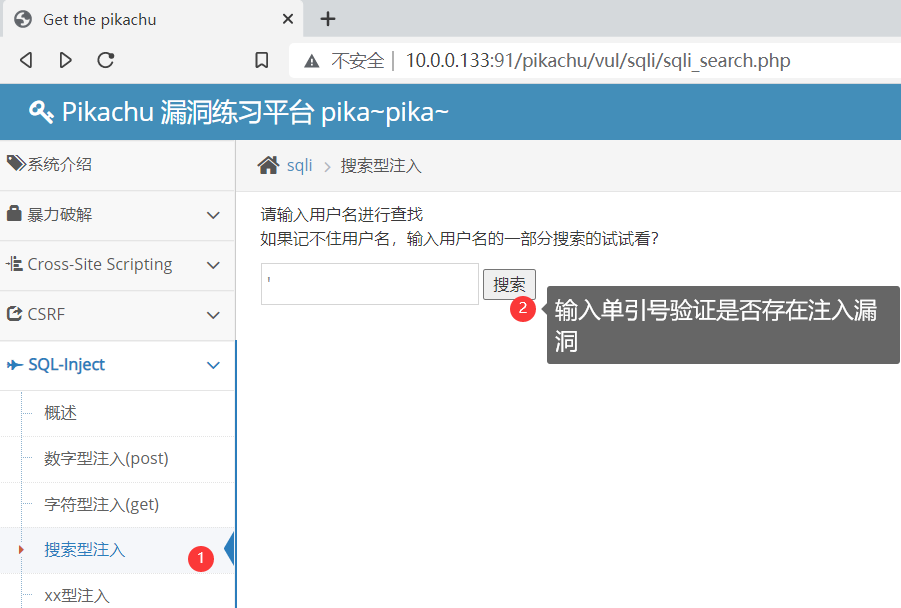 Get the pikachu
不安全 | 10.0.0.133:91/pikachu/vul/sqli/sqli_search.php
Pikachu 漏洞练习平台 pika~pika~
系统介绍
暴力破解
Cross-Site Scripting
CSRF
SQL-Inject
概述
数字型注入(post)
字符型注入(get)
搜索型注入
1
xx型注入
sqli > 搜索型注入
请输入用户名进行查找
如果记不住用户名，输入用户名的一部分搜索的试试看？
'
搜索
2
输入单引号验证是否存在注入漏
洞